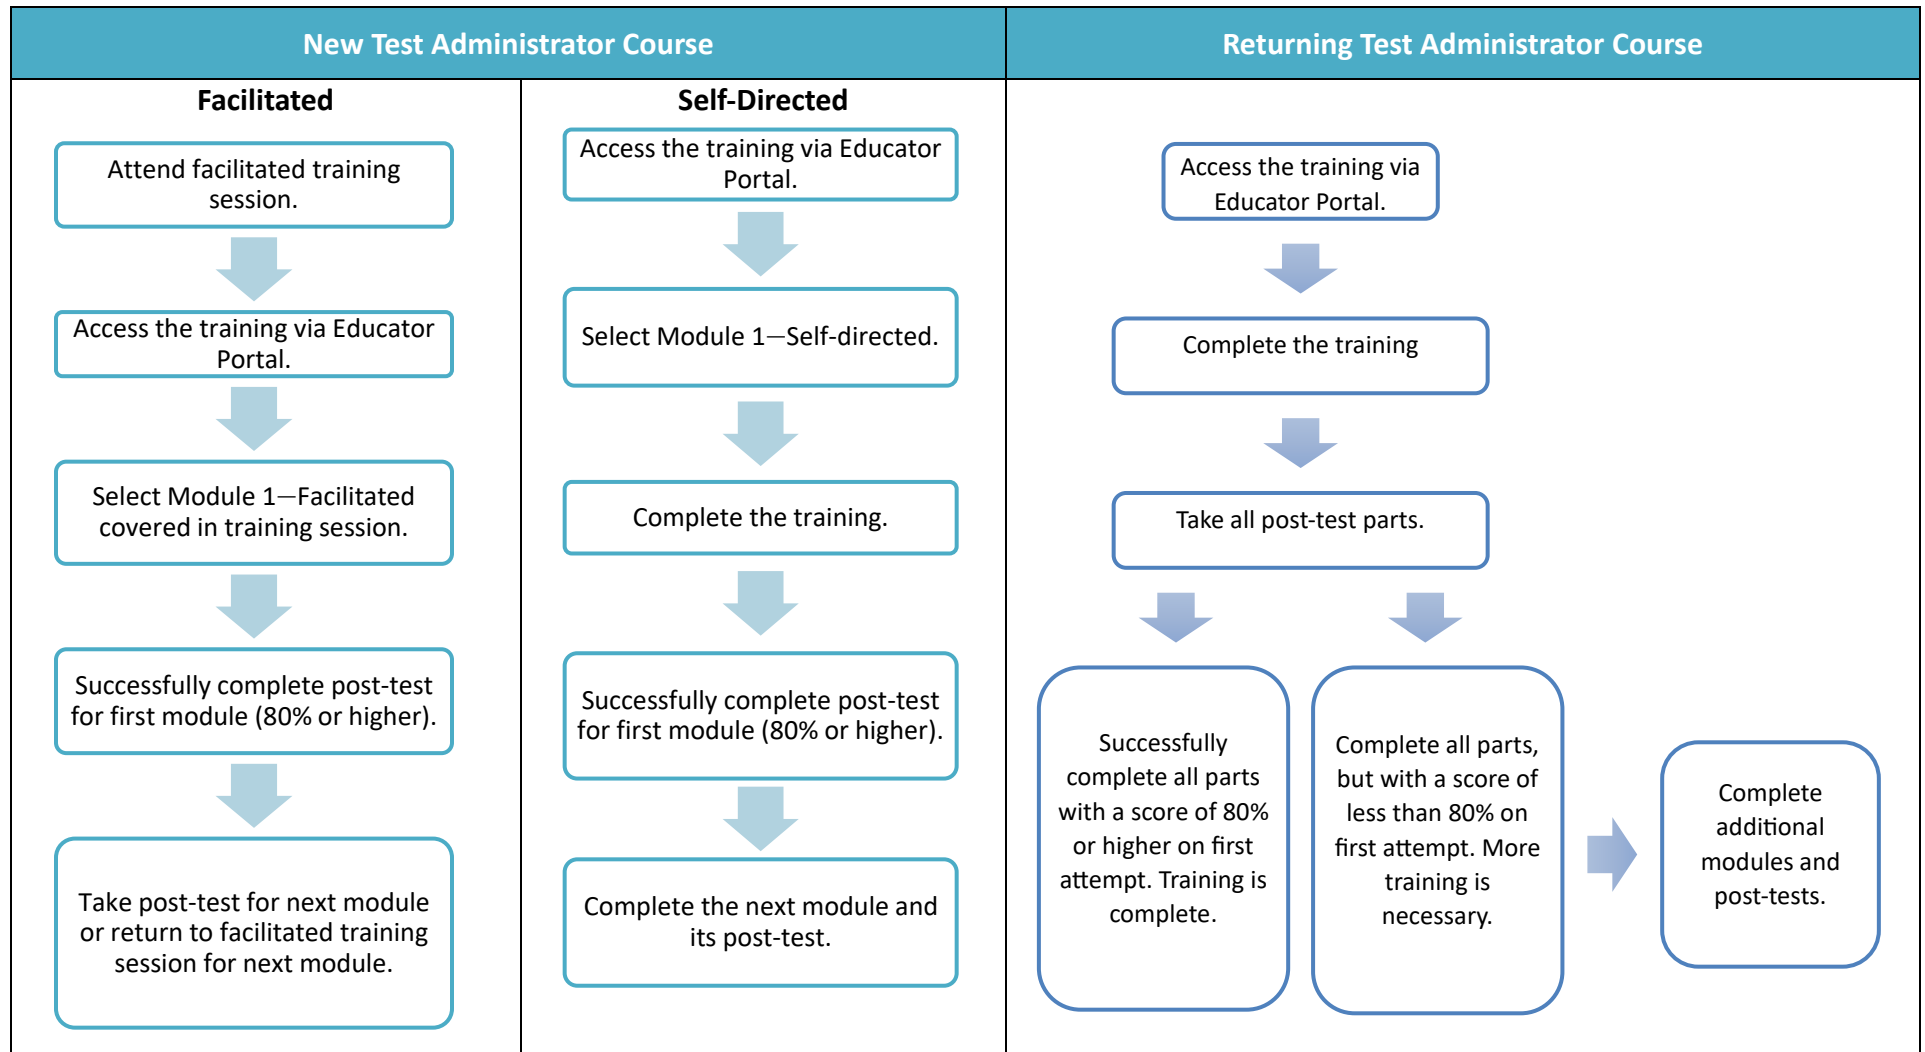 New Test Administrator Course
Returning Test Administrator Course
Facilitated
Attend facilitated training
session.
Access the training via Educator
Portal.
Select Module 1—Facilitated
covered in training session.
Successfully complete post-test
for first module (80% or higher).
Take post-test for next module
or return to facilitated training
session for next module.
Self-Directed
Access the training via Educator
Portal.
Select Module 1—Self-directed.
Complete the training.
Successfully complete post-test
for first module (80% or higher).
Complete the next module and
its post-test.
Access the training via
Educator Portal.
Complete the training
Take all post-test parts.
Successfully
complete all parts
with a score of 80%
or higher on first
attempt. Training is
complete.
Complete all parts,
but with a score of
less than 80% on
first attempt. More
training is
necessary.
Complete
additional
modules and
post-tests.